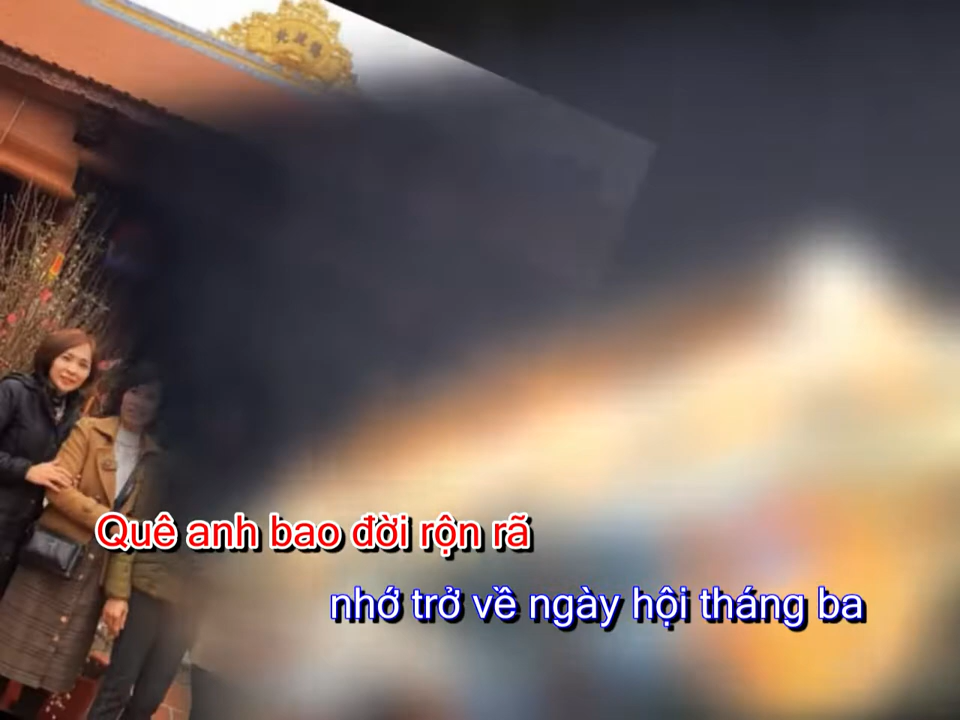 Quê anh bao đời rộn rã
nhớ trở về ngày hội tháng ba